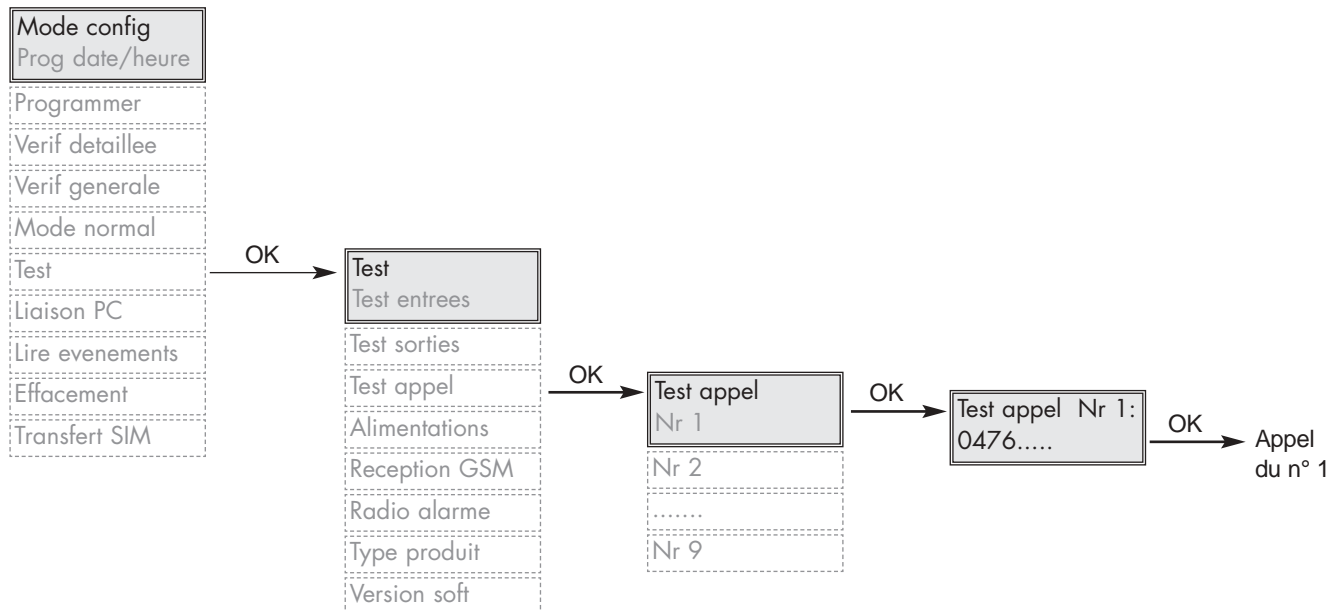 Mode config
Prog date/heure
Programmer
Verif detaillee
Verif generale
Mode normal
Test
Liaison PC
Lire evenements
Effacement
Transfert SIM
OK
Test
Test entrees
Test sorties
Test appel
Alimentations
Reception GSM
Radio alarme
Type produit
Version soft
OK
Test appel
Nr 1
Nr 2
.......
Nr 9
OK
Test appel Nr 1:
0476.....
OK
Appel
du n° 1